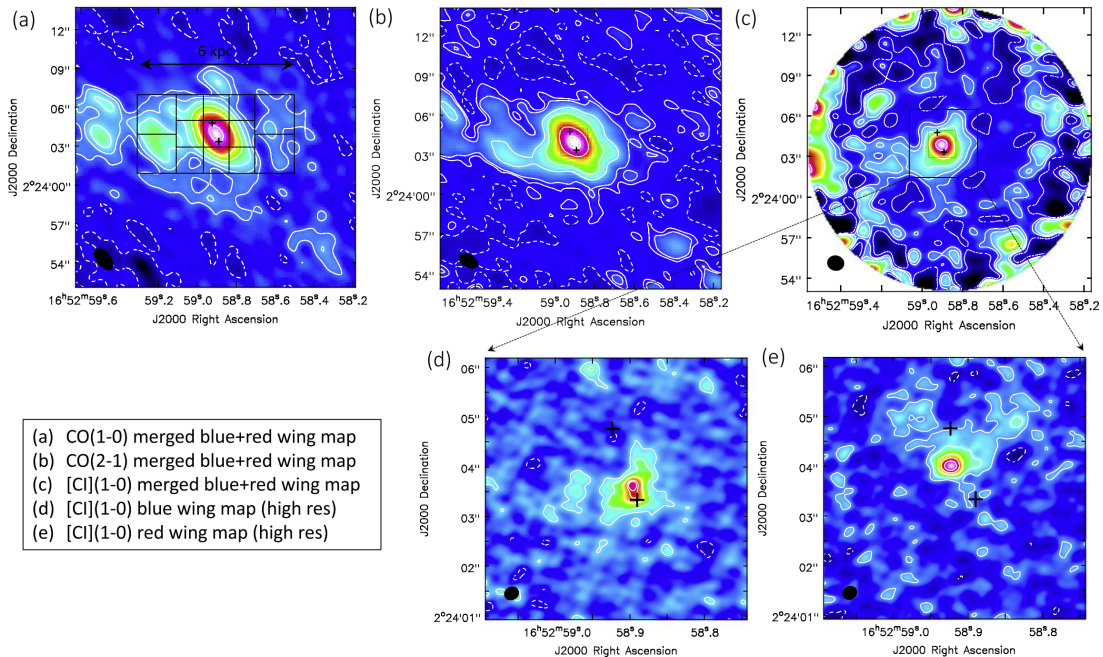 (a)
12''
6 kpc
09''
06''
03''
2°24'00''
57''
54''
J2000 Declination
16ʰ52ᵐ59ˢ.6
59ˢ.4
59ˢ.2
59ˢ.0
58ˢ.8
58ˢ.6
58ˢ.4
58ˢ.2
J2000 Right Ascension
(b)
12''
09''
06''
03''
2°24'00''
57''
54''
J2000 Declination
16ʰ52ᵐ59ˢ.4
59ˢ.2
59ˢ.0
58ˢ.8
58ˢ.6
58ˢ.4
58ˢ.2
J2000 Right Ascension
(c)
12''
09''
06''
03''
2°24'00''
57''
54''
J2000 Declination
16ʰ52ᵐ59ˢ.4
59ˢ.2
59ˢ.0
58ˢ.8
58ˢ.6
58ˢ.4
58ˢ.2
J2000 Right Ascension
(d)
06''
05''
04''
03''
02''
2°24'01''
J2000 Declination
16ʰ52ᵐ59ˢ.0
58ˢ.9
58ˢ.8
J2000 Right Ascension
(e)
06''
05''
04''
03''
02''
2°24'01''
J2000 Declination
16ʰ52ᵐ59ˢ.0
58ˢ.9
58ˢ.8
J2000 Right Ascension
(a) CO(1-0) merged blue+red wing map
(b) CO(2-1) merged blue+red wing map
(c) [CI](1-0) merged blue+red wing map
(d) [CI](1-0) blue wing map (high res)
(e) [CI](1-0) red wing map (high res)